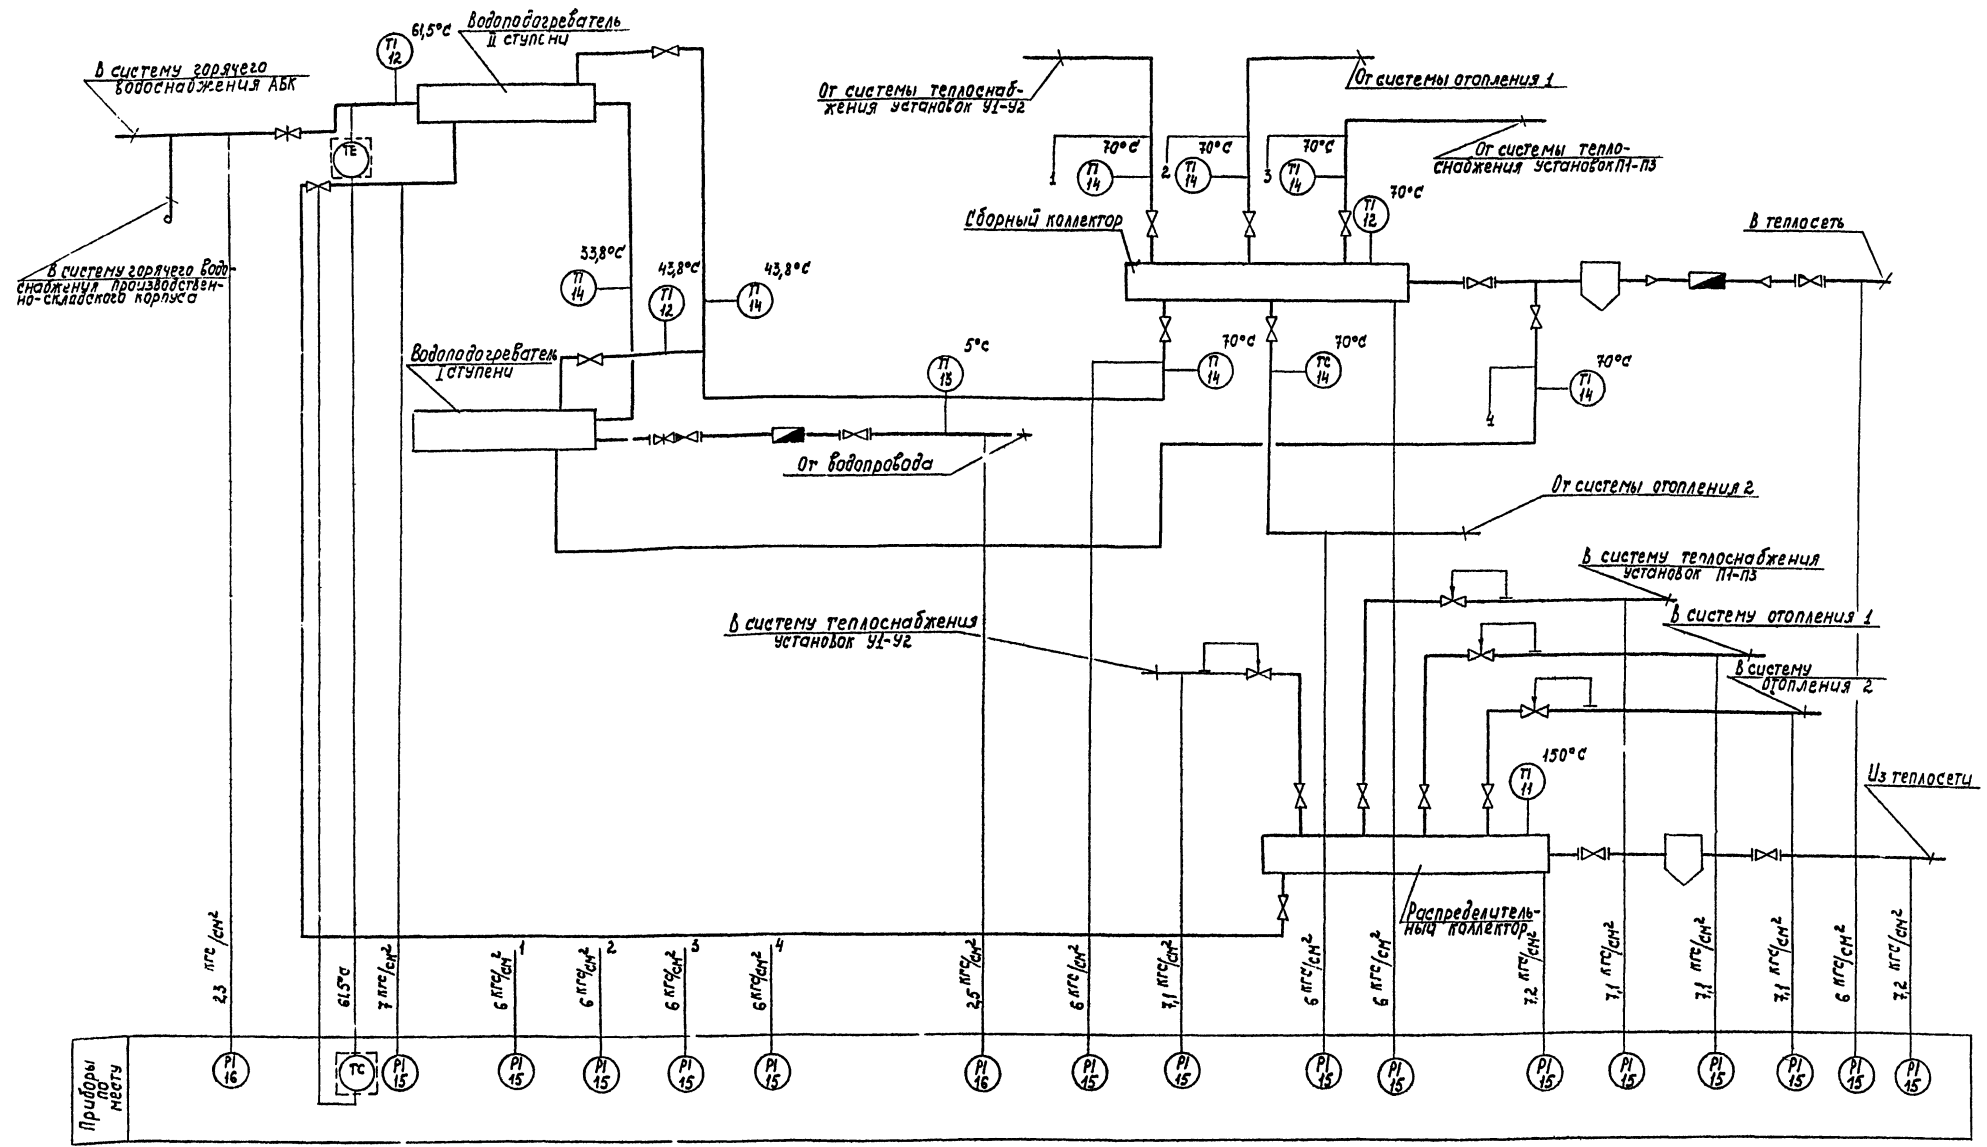 В систему горячего
водоснабжения АБК
TI
12
61,5°С
Водоподогреватель
II ступени
TE
В систему горячего водо-
снабжения производствен-
но-складского корпуса
33,8°С
TI
14
43,8°С
TI
12
43,8°С
TI
14
Водоподогреватель
I ступени
5°С
TI
13
От водопровода
От системы теплоснаб-
жения установок У1-У2
От системы отопления 1
От системы тепло-
снабжения установок П1-П3
1
70°С
TI
14
2
70°С
TI
14
3
70°С
TI
14
70°С
TI
12
Сборный коллектор
В теплосеть
70°С
TI
14
70°С
TC
14
70°С
TI
14
4
От системы отопления 2
В систему теплоснабжения
установок П1-П3
В систему отопления 1
В систему
отопления 2
В систему теплоснабжения
установок У1-У2
150°С
TI
11
Из теплосети
Распределитель-
ный коллектор
2,3 кгс/см²
61,5°С
7 кгс/см²
6 кгс/см²
1
6 кгс/см²
2
6 кгс/см²
3
6 кгс/см²
4
2,5 кгс/см²
6 кгс/см²
7,1 кгс/см²
6 кгс/см²
6 кгс/см²
7,2 кгс/см²
7,1 кгс/см²
7,1 кгс/см²
7,1 кгс/см²
6 кгс/см²
7,2 кгс/см²
Приборы
по
месту
PI
16
TC
PI
15
PI
15
PI
15
PI
15
PI
15
PI
16
PI
15
PI
15
PI
15
PI
15
PI
15
PI
15
PI
15
PI
15
PI
15
PI
15